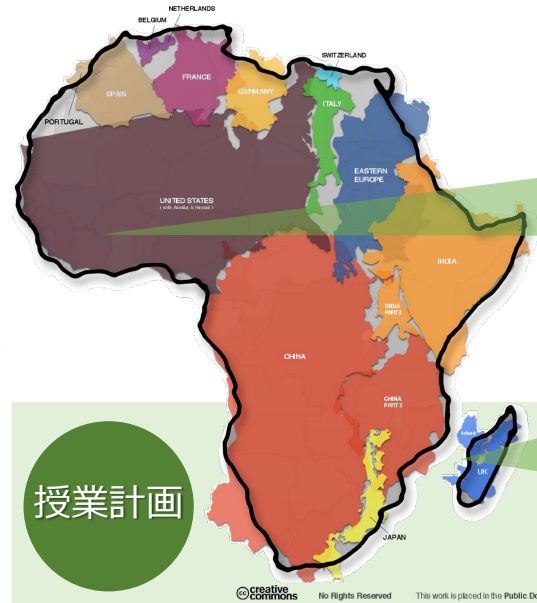 NETHERLANDS
BELGIUM
SWITZERLAND
SPAIN
FRANCE
GERMANY
ITALY
PORTUGAL
EASTERN
EUROPE
UNITED STATES
( with Alaska & Hawaii )
INDIA
INDIA
PART 2
CHINA
CHINA
PART 2
UK
授業計画
JAPAN
cc creative
commons
No Rights Reserved
This work is placed in the Public Do